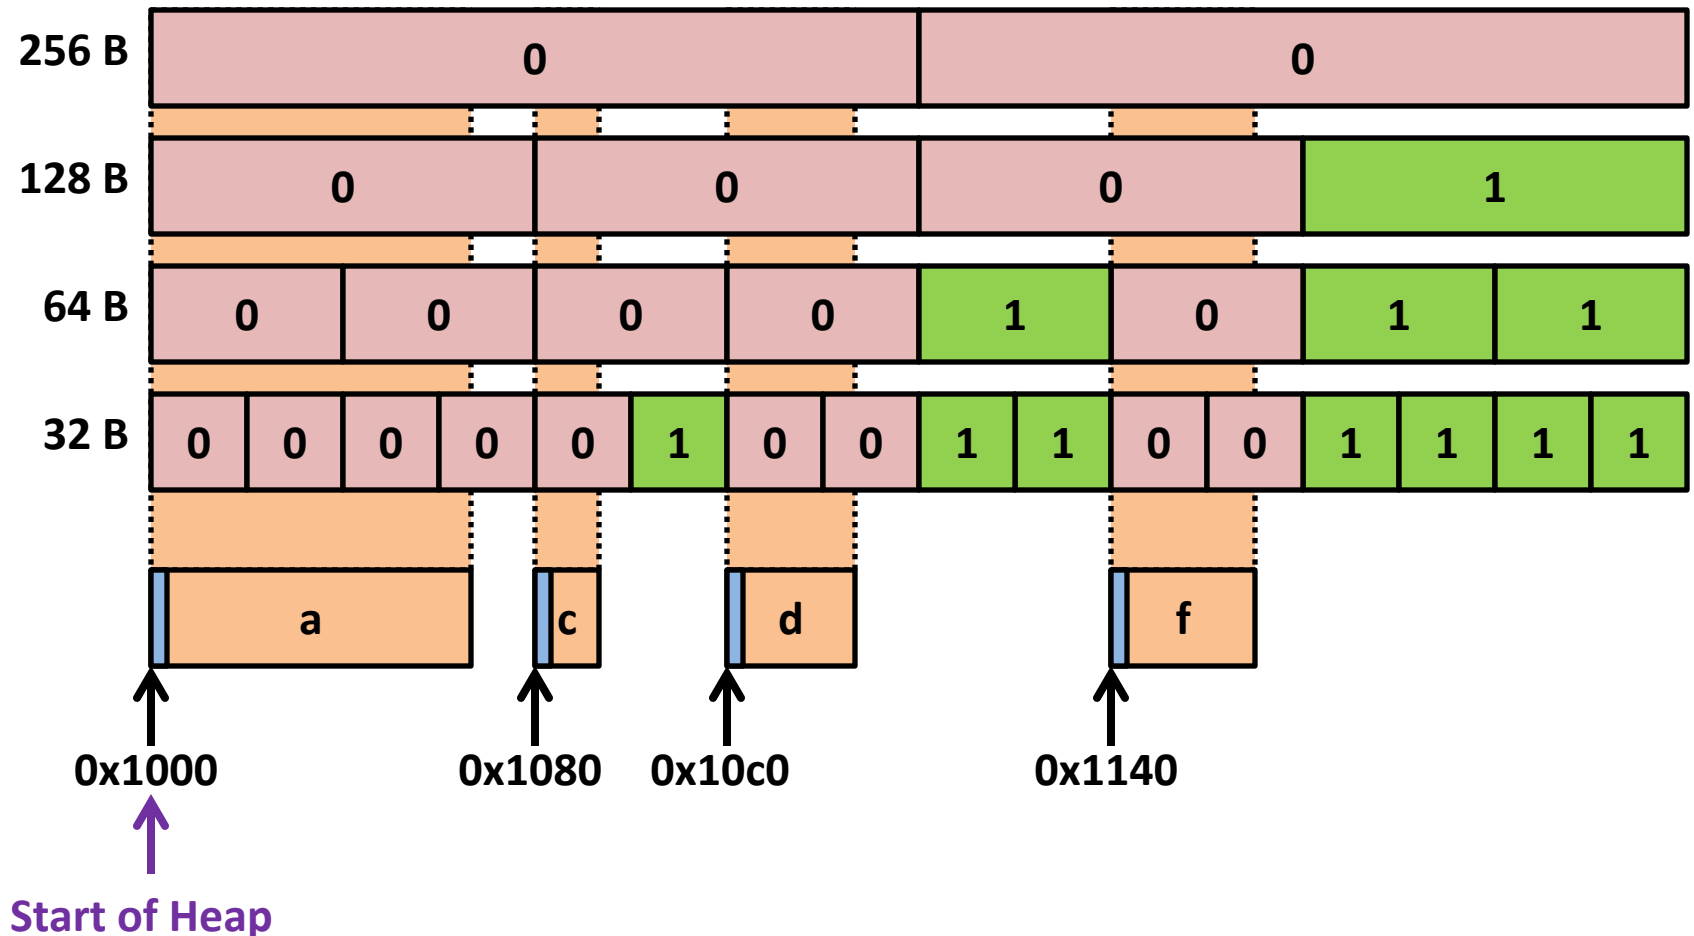 256 B 0 0
128 B 0 0 0 1
64 B 0 0 0 0 1 0 1 1
32 B 0 0 0 0 0 1 0 0 1 1 0 0 1 1 1 1
a c d f
0x1000 0x1080 0x10c0 0x1140
Start of Heap